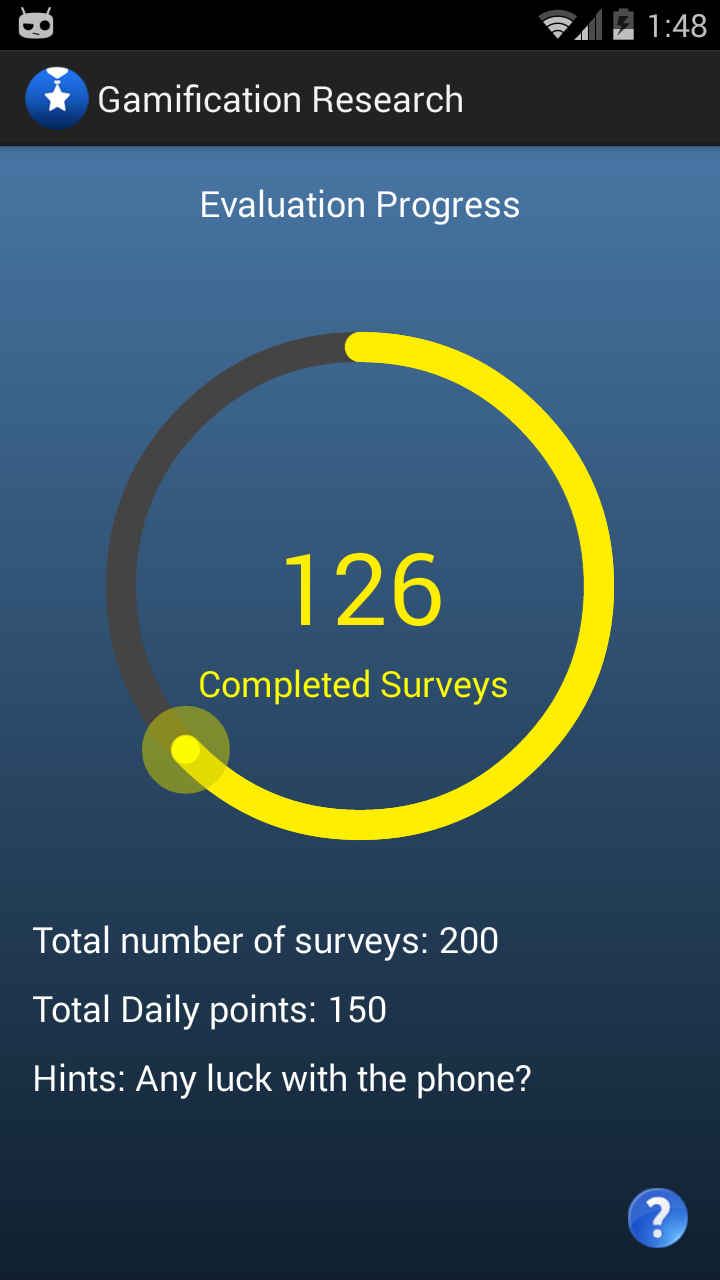 1:48
Gamification Research
Evaluation Progress
126
Completed Surveys
Total number of surveys: 200
Total Daily points: 150
Hints: Any luck with the phone?
?